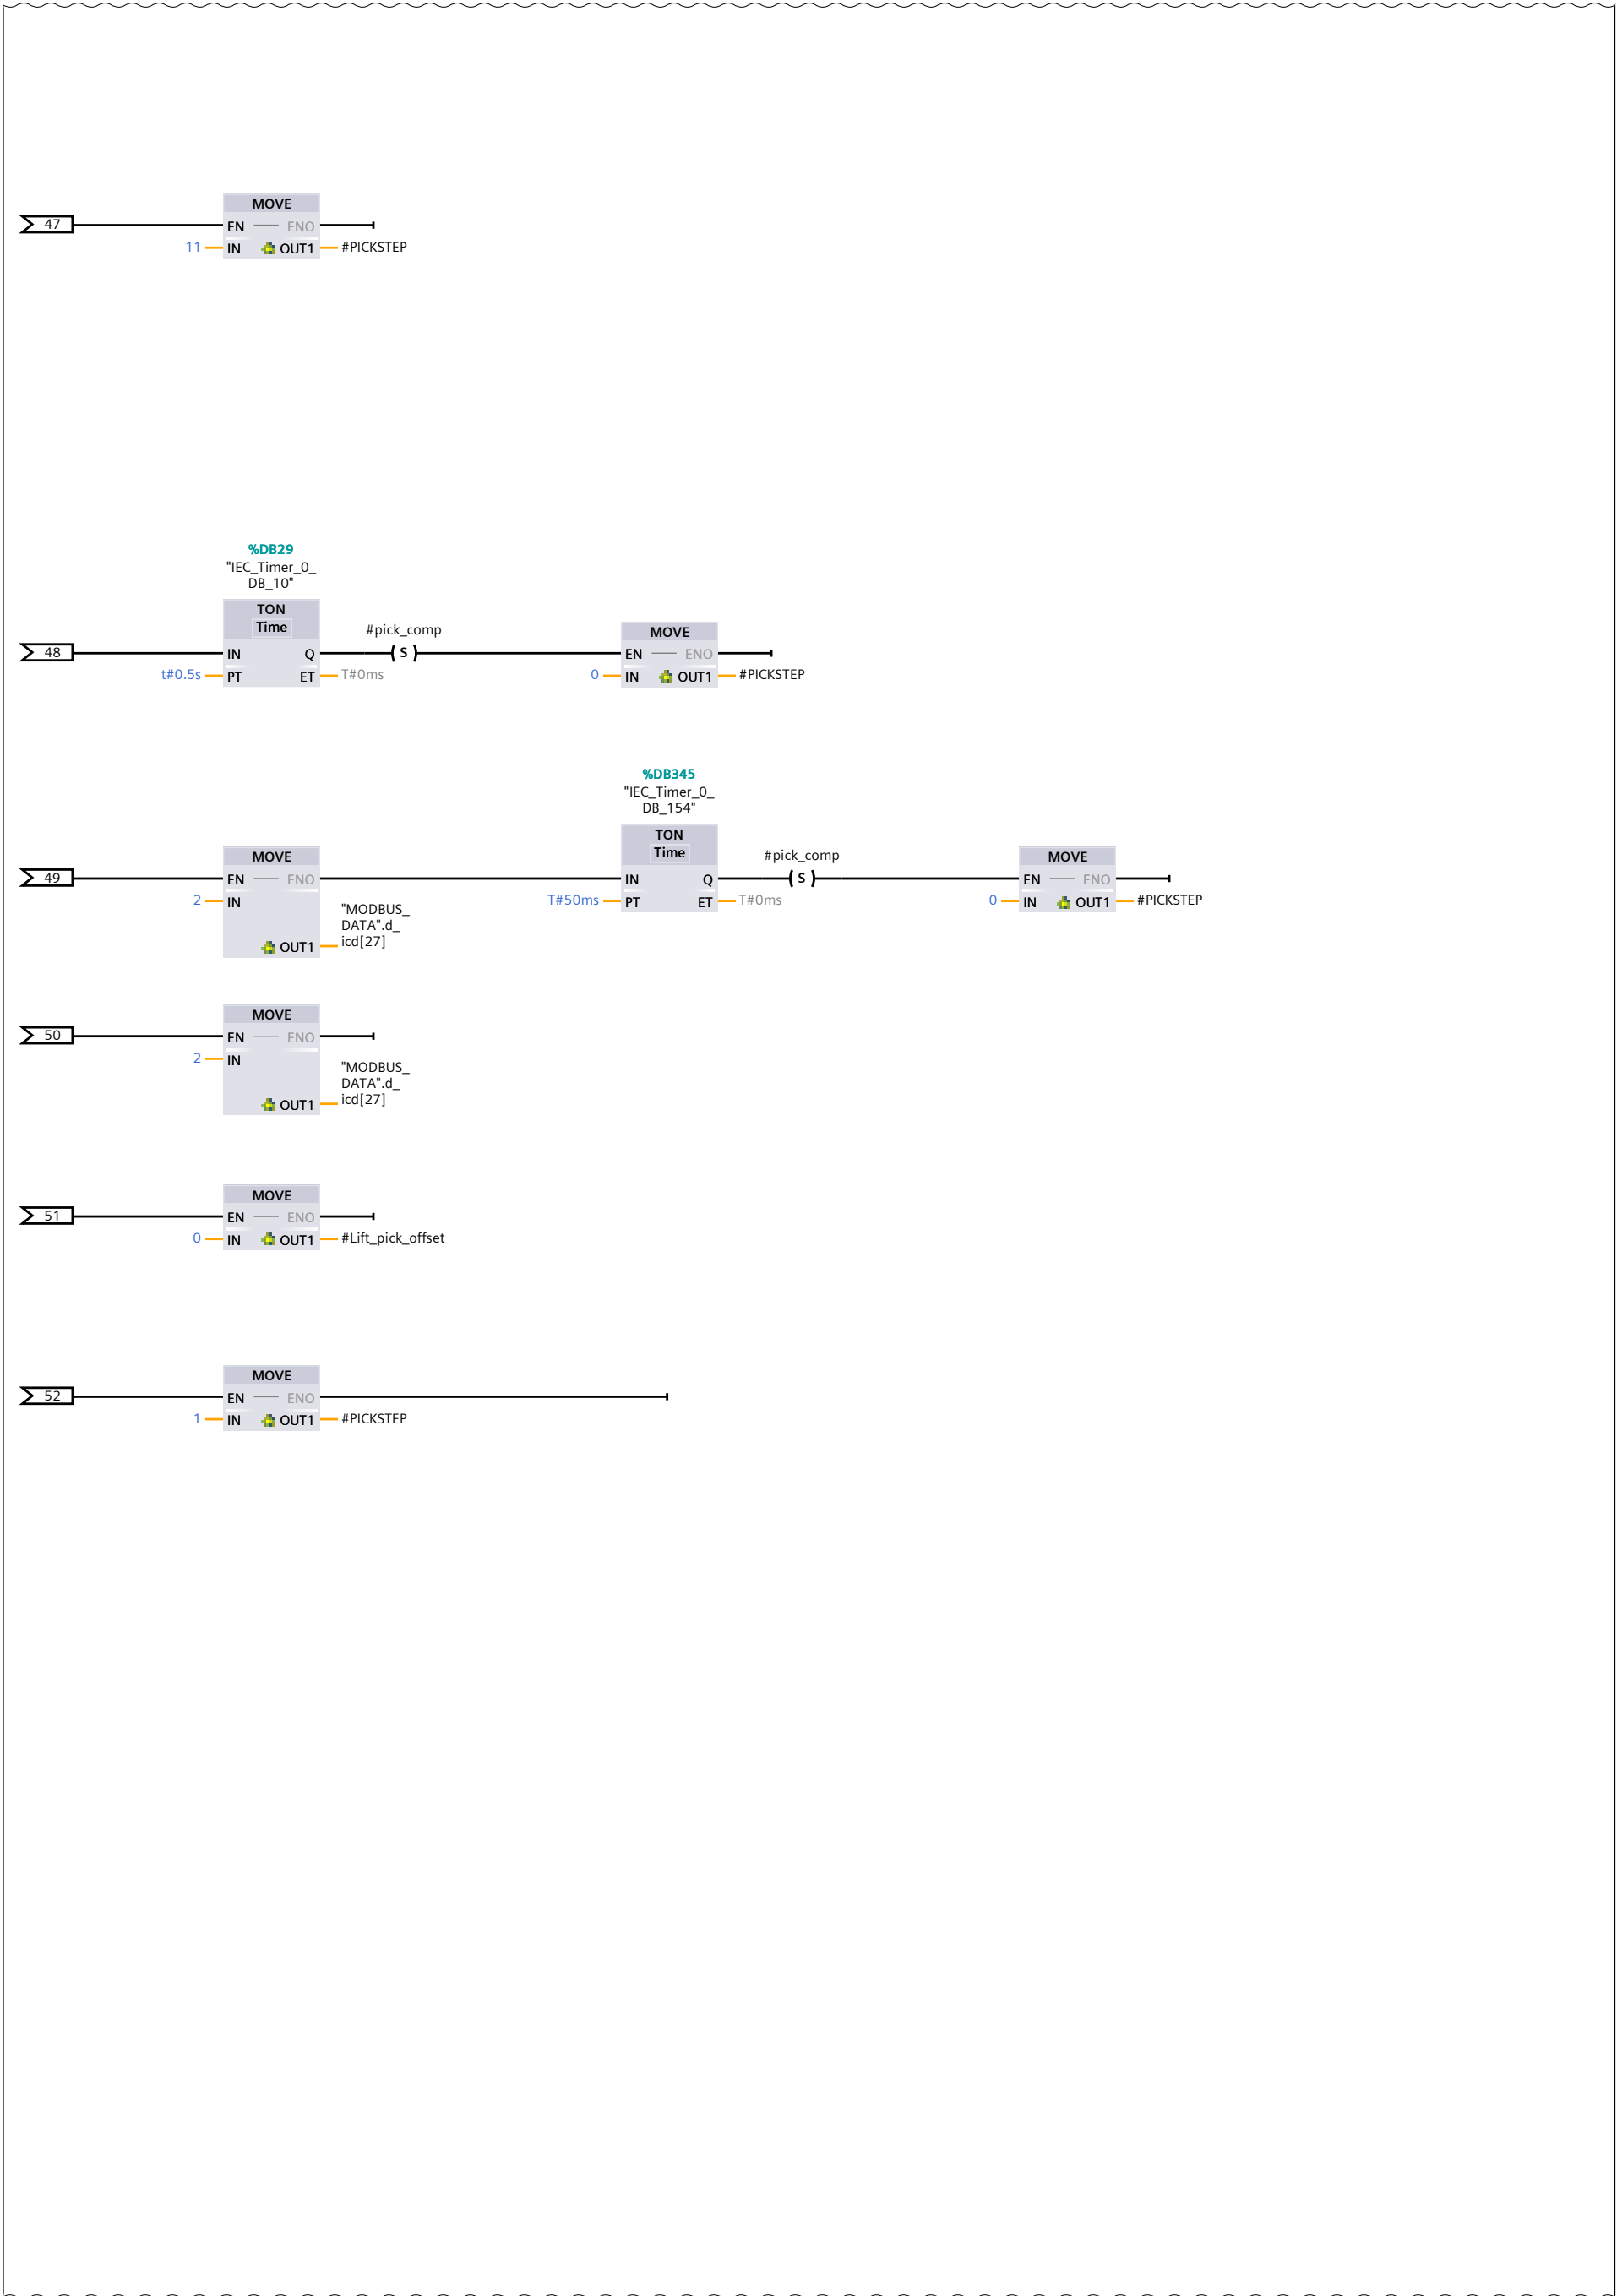 MOVE
47
EN ENO
11 IN OUT1 #PICKSTEP
%DB29
"IEC_Timer_0_
DB_10"
TON
Time
#pick_comp
MOVE
48
IN Q
( S )
EN ENO
t#0.5s PT ET T#0ms
0 IN OUT1 #PICKSTEP
%DB345
"IEC_Timer_0_
DB_154"
TON
Time
#pick_comp
MOVE
MOVE
49
EN ENO
IN Q
( S )
EN ENO
2 IN
T#50ms PT ET T#0ms
0 IN OUT1 #PICKSTEP
"MODBUS_
DATA".d_
icd[27]
OUT1
MOVE
50
EN ENO
2 IN
"MODBUS_
DATA".d_
icd[27]
OUT1
MOVE
51
EN ENO
0 IN OUT1 #Lift_pick_offset
MOVE
52
EN ENO
1 IN OUT1 #PICKSTEP